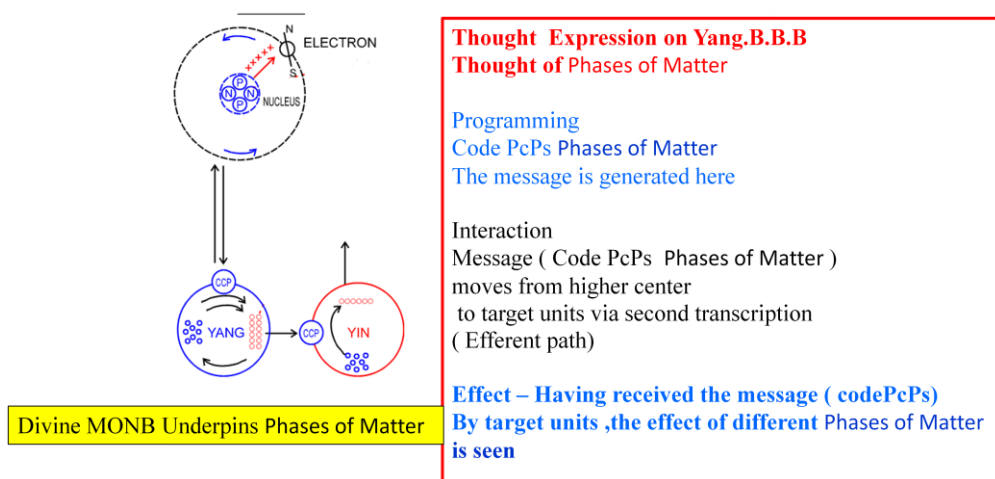 N
ELECTRON
S
P
N
N
P
NUCLEUS
CCP
YANG
CCP
YIN
Divine MONB Underpins Phases of Matter
Thought Expression on Yang.B.B.B
Thought of Phases of Matter
Programming
Code PcPs Phases of Matter
The message is generated here
Interaction
Message ( Code PcPs Phases of Matter )
moves from higher center
to target units via second transcription
( Efferent path)
Effect – Having received the message ( codePcPs)
By target units ,the effect of different Phases of Matter
is seen